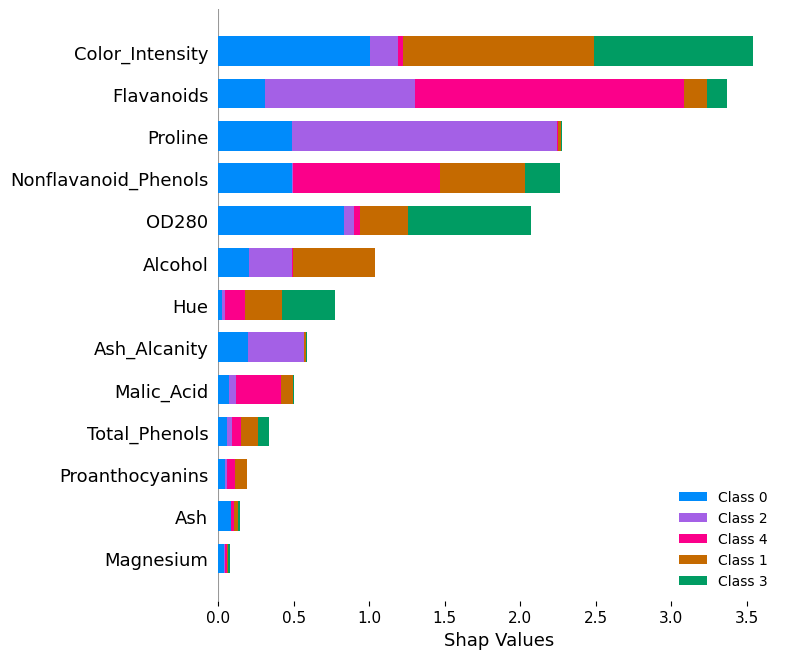 Color_Intensity
Flavanoids
Proline
Nonflavanoid_Phenols
OD280
Alcohol
Hue
Ash_Alcanity
Malic_Acid
Total_Phenols
Proanthocyanins
Ash
Magnesium
Class 0
Class 2
Class 4
Class 1
Class 3
0.0 0.5 1.0 1.5 2.0 2.5 3.0 3.5
Shap Values